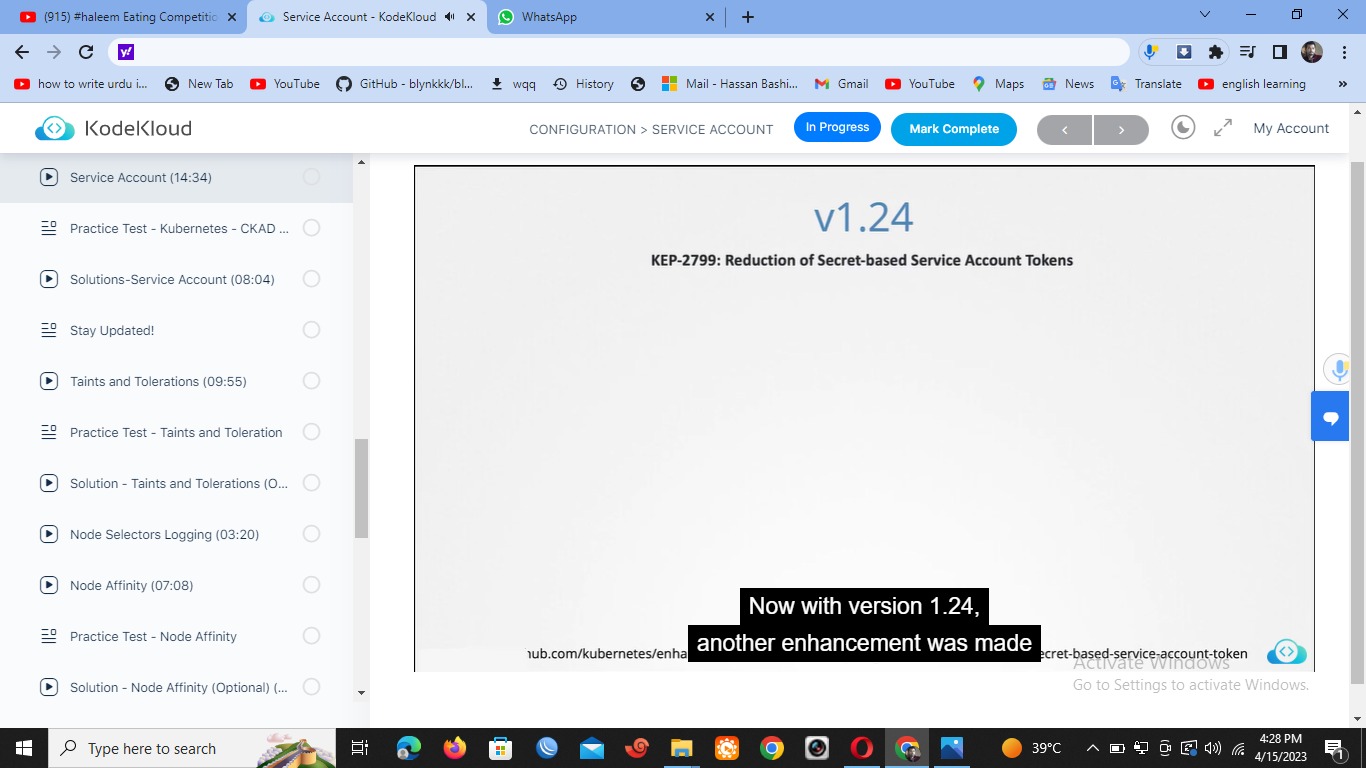 (915) #haleem Eating Competitio
Service Account - KodeKloud
WhatsApp
how to write urdu i...
New Tab
YouTube
GitHub - blynkkk/bl...
wqq
History
Mail - Hassan Bashi...
Gmail
YouTube
Maps
News
Translate
english learning
»
KodeKloud
CONFIGURATION > SERVICE ACCOUNT
In Progress
Mark Complete
My Account
Service Account (14:34)
Practice Test - Kubernetes - CKAD ...
Solutions-Service Account (08:04)
Stay Updated!
Taints and Tolerations (09:55)
Practice Test - Taints and Toleration
Solution - Taints and Tolerations (O...
Node Selectors Logging (03:20)
Node Affinity (07:08)
Practice Test - Node Affinity
Solution - Node Affinity (Optional) (...
v1.24
KEP-2799: Reduction of Secret-based Service Account Tokens
Now with version 1.24,
another enhancement was made
hub.com/kubernetes/enha
ecret-based-service-account-token
Activate Windows
Go to Settings to activate Windows.
Type here to search
39°C
4:28 PM
4/15/2023
1